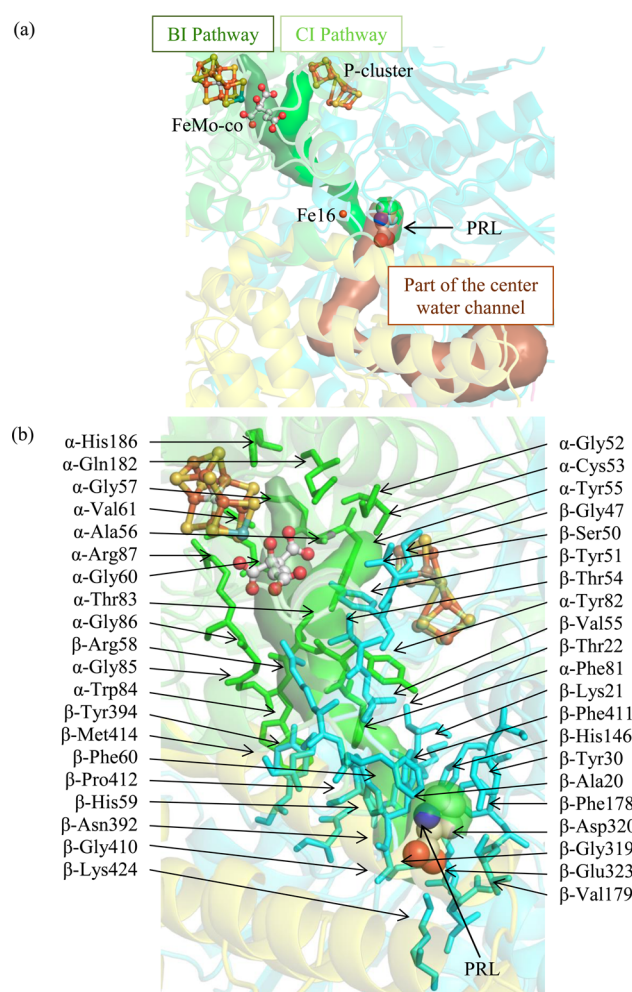 (a)
BI Pathway
CI Pathway
P-cluster
FeMo-co
Fe16
PRL
Part of the center
water channel
(b)
α-His186
α-Gln182
α-Gly57
α-Val61
α-Ala56
α-Arg87
α-Gly60
α-Thr83
α-Gly86
β-Arg58
α-Gly85
α-Trp84
β-Tyr394
β-Met414
β-Phe60
β-Pro412
β-His59
β-Asn392
β-Gly410
β-Lys424
α-Gly52
α-Cys53
α-Tyr55
β-Gly47
β-Ser50
β-Tyr51
β-Thr54
α-Tyr82
β-Val55
β-Thr22
α-Phe81
β-Lys21
β-Phe411
β-His146
β-Tyr30
β-Ala20
β-Phe178
β-Asp320
β-Gly319
β-Glu323
β-Val179
PRL